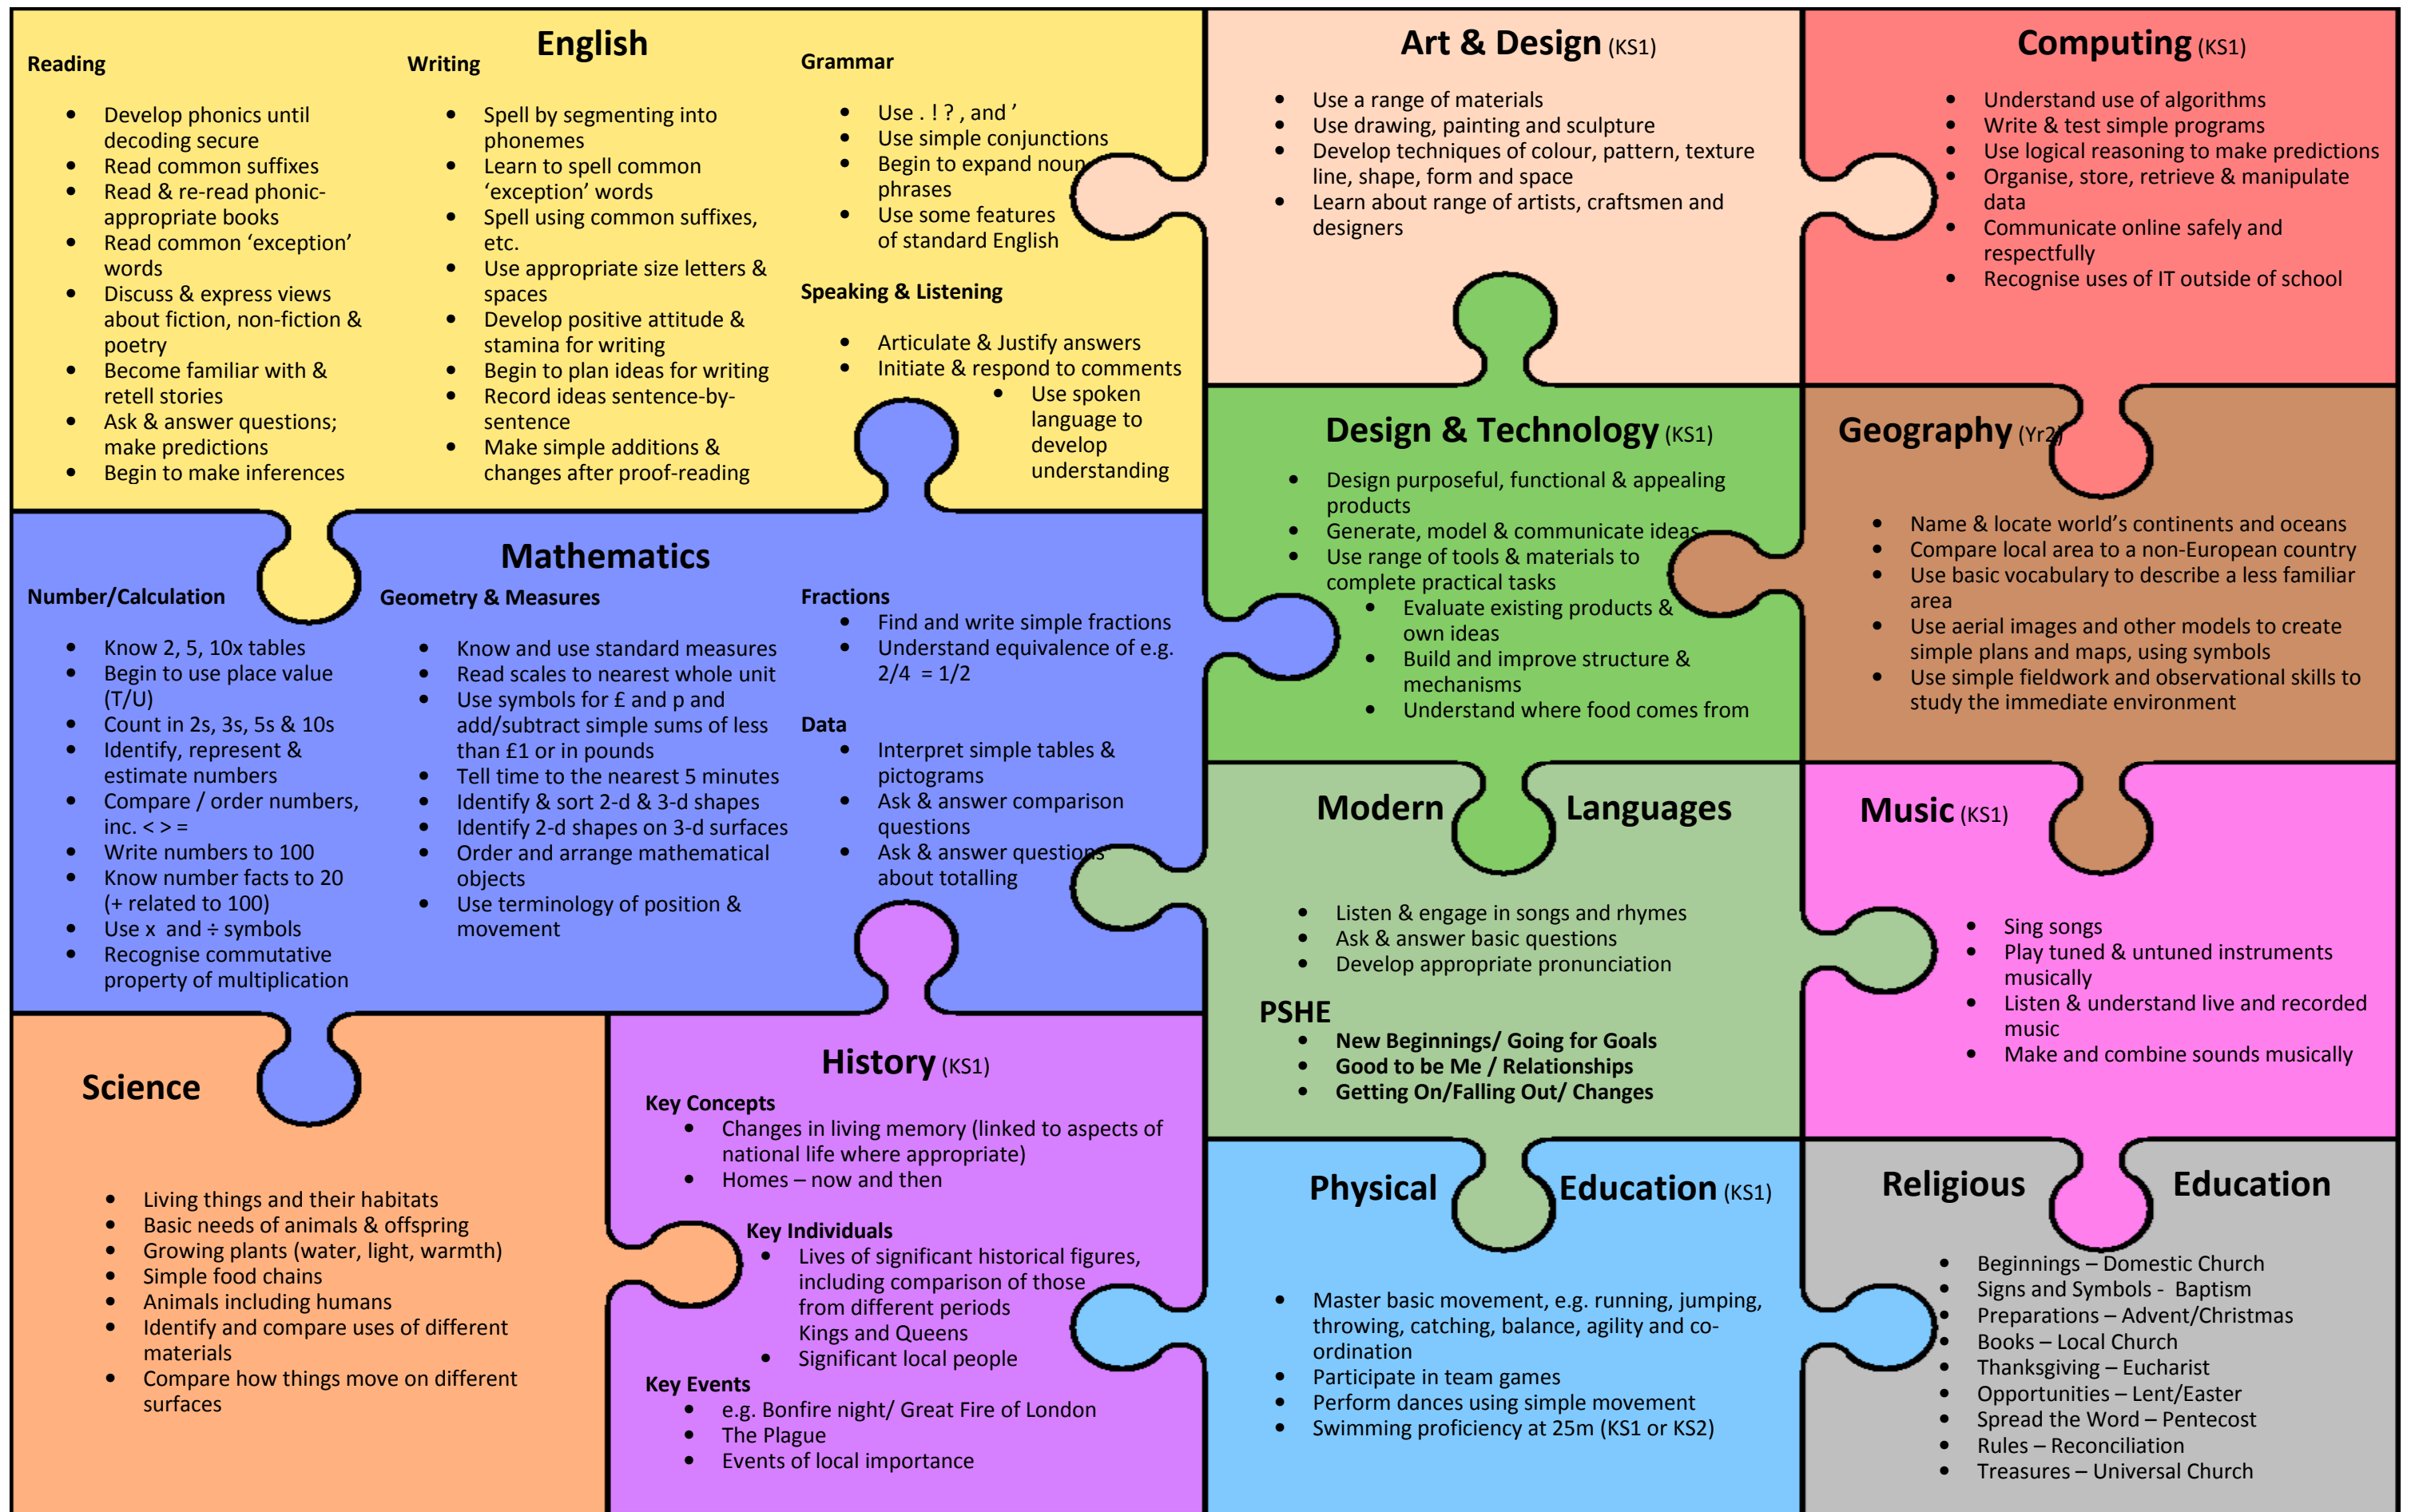 English
Reading
Develop phonics until
decoding secure
Read common suffixes
Read & re-read phonic-
appropriate books
Read common ‘exception’
words
Discuss & express views
about fiction, non-fiction &
poetry
Become familiar with &
retell stories
Ask & answer questions;
make predictions
Begin to make inferences
Writing
Spell by segmenting into
phonemes
Learn to spell common
‘exception’ words
Spell using common suffixes,
etc.
Use appropriate size letters &
spaces
Develop positive attitude &
stamina for writing
Begin to plan ideas for writing
Record ideas sentence-by-
sentence
Make simple additions &
changes after proof-reading
Grammar
Use . ! ? , and ’
Use simple conjunctions
Begin to expand noun
phrases
Use some features
of standard English
Speaking & Listening
Articulate & Justify answers
Initiate & respond to comments
Use spoken
language to
develop
understanding
Art & Design (KS1)
Use a range of materials
Use drawing, painting and sculpture
Develop techniques of colour, pattern, texture
line, shape, form and space
Learn about range of artists, craftsmen and
designers
Computing (KS1)
Understand use of algorithms
Write & test simple programs
Use logical reasoning to make predictions
Organise, store, retrieve & manipulate
data
Communicate online safely and
respectfully
Recognise uses of IT outside of school
Mathematics
Number/Calculation
Know 2, 5, 10x tables
Begin to use place value
(T/U)
Count in 2s, 3s, 5s & 10s
Identify, represent &
estimate numbers
Compare / order numbers,
inc. < > =
Write numbers to 100
Know number facts to 20
(+ related to 100)
Use x and ÷ symbols
Recognise commutative
property of multiplication
Geometry & Measures
Know and use standard measures
Read scales to nearest whole unit
Use symbols for £ and p and
add/subtract simple sums of less
than £1 or in pounds
Tell time to the nearest 5 minutes
Identify & sort 2-d & 3-d shapes
Identify 2-d shapes on 3-d surfaces
Order and arrange mathematical
objects
Use terminology of position &
movement
Fractions
Find and write simple fractions
Understand equivalence of e.g.
2/4 = 1/2
Data
Interpret simple tables &
pictograms
Ask & answer comparison
questions
Ask & answer questions
about totalling
Design & Technology (KS1)
Design purposeful, functional & appealing
products
Generate, model & communicate ideas
Use range of tools & materials to
complete practical tasks
Evaluate existing products &
own ideas
Build and improve structure &
mechanisms
Understand where food comes from
Geography (Yr2)
Name & locate world’s continents and oceans
Compare local area to a non-European country
Use basic vocabulary to describe a less familiar
area
Use aerial images and other models to create
simple plans and maps, using symbols
Use simple fieldwork and observational skills to
study the immediate environment
Modern Languages
Listen & engage in songs and rhymes
Ask & answer basic questions
Develop appropriate pronunciation
PSHE
New Beginnings/ Going for Goals
Good to be Me / Relationships
Getting On/Falling Out/ Changes
Music (KS1)
Sing songs
Play tuned & untuned instruments
musically
Listen & understand live and recorded
music
Make and combine sounds musically
Science
Living things and their habitats
Basic needs of animals & offspring
Growing plants (water, light, warmth)
Simple food chains
Animals including humans
Identify and compare uses of different
materials
Compare how things move on different
surfaces
History (KS1)
Key Concepts
Changes in living memory (linked to aspects of
national life where appropriate)
Homes – now and then
Key Individuals
Lives of significant historical figures,
including comparison of those
from different periods
Kings and Queens
Significant local people
Key Events
e.g. Bonfire night/ Great Fire of London
The Plague
Events of local importance
Physical Education (KS1)
Master basic movement, e.g. running, jumping,
throwing, catching, balance, agility and co-
ordination
Participate in team games
Perform dances using simple movement
Swimming proficiency at 25m (KS1 or KS2)
Religious Education
Beginnings – Domestic Church
Signs and Symbols - Baptism
Preparations – Advent/Christmas
Books – Local Church
Thanksgiving – Eucharist
Opportunities – Lent/Easter
Spread the Word – Pentecost
Rules – Reconciliation
Treasures – Universal Church